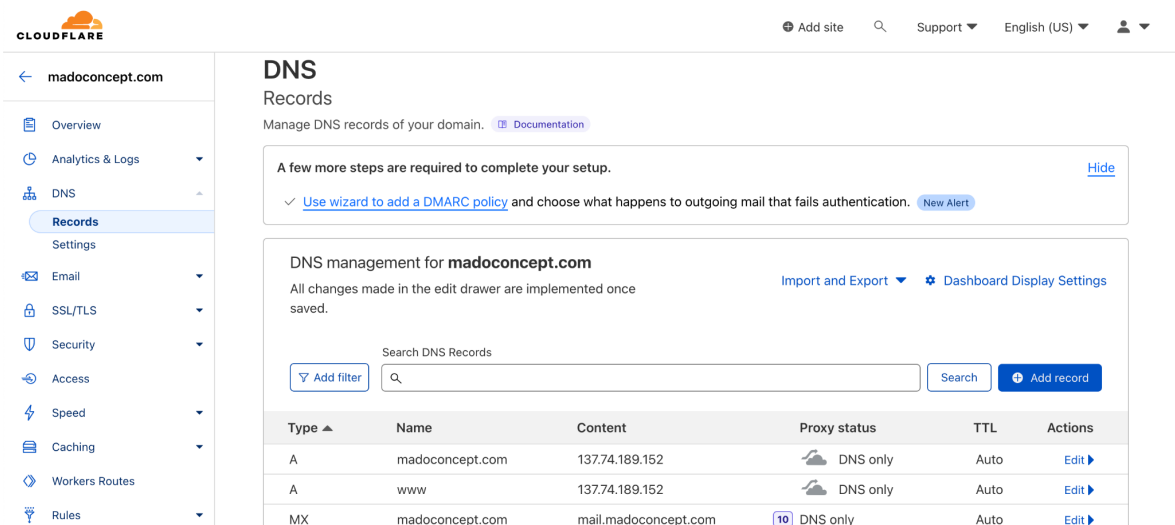 CLOUDFLARE
Add site
Support
English (US)
madoconcept.com
Overview
Analytics & Logs
DNS
Records
Settings
Email
SSL/TLS
Security
Access
Speed
Caching
Workers Routes
Rules
DNS
Records
Manage DNS records of your domain. Documentation
A few more steps are required to complete your setup. Hide
Use wizard to add a DMARC policy and choose what happens to outgoing mail that fails authentication. New Alert
DNS management for madoconcept.com
All changes made in the edit drawer are implemented once
saved.
Import and Export Dashboard Display Settings
Search DNS Records
Add filter Search Add record
Type Name Content Proxy status TTL Actions
A madoconcept.com 137.74.189.152 DNS only Auto Edit
A www 137.74.189.152 DNS only Auto Edit
MX madoconcept.com mail.madoconcept.com 10 DNS only Auto Edit